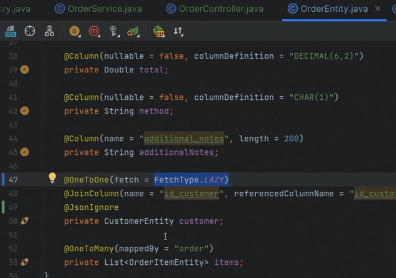 ory.java OrderService.java OrderController.java OrderEntity.java
37
38 @Column(nullable = false, columnDefinition = "DECIMAL(6,2)")
39 private Double total;
40
41 @Column(nullable = false, columnDefinition = "CHAR(1)")
42 private String method;
43
44 @Column(name = "additional_notes", length = 200)
45 private String additionalNotes;
46
47 @OneToOne(fetch = FetchType.LAZY)
48 @JoinColumn(name = "id_customer", referencedColumnName = "id_custo
49 @JsonIgnore
50 private CustomerEntity customer;
51
52 @OneToMany(mappedBy = "order")
53 private List<OrderItemEntity> items;
54 }